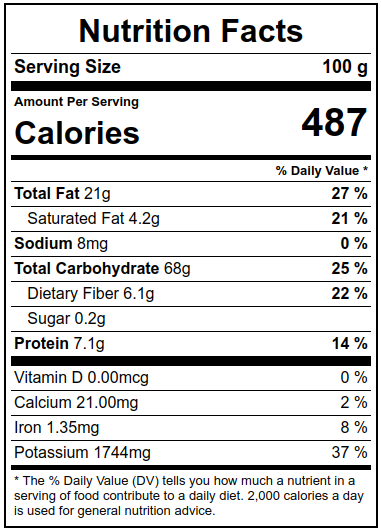 Nutrition Facts
Serving Size 100 g
Amount Per Serving
Calories 487
% Daily Value *
Total Fat 21g 27 %
Saturated Fat 4.2g 21 %
Sodium 8mg 0 %
Total Carbohydrate 68g 25 %
Dietary Fiber 6.1g 22 %
Sugar 0.2g
Protein 7.1g 14 %
Vitamin D 0.00mcg 0 %
Calcium 21.00mg 2 %
Iron 1.35mg 8 %
Potassium 1744mg 37 %
* The % Daily Value (DV) tells you how much a nutrient in a
serving of food contribute to a daily diet. 2,000 calories a day
is used for general nutrition advice.